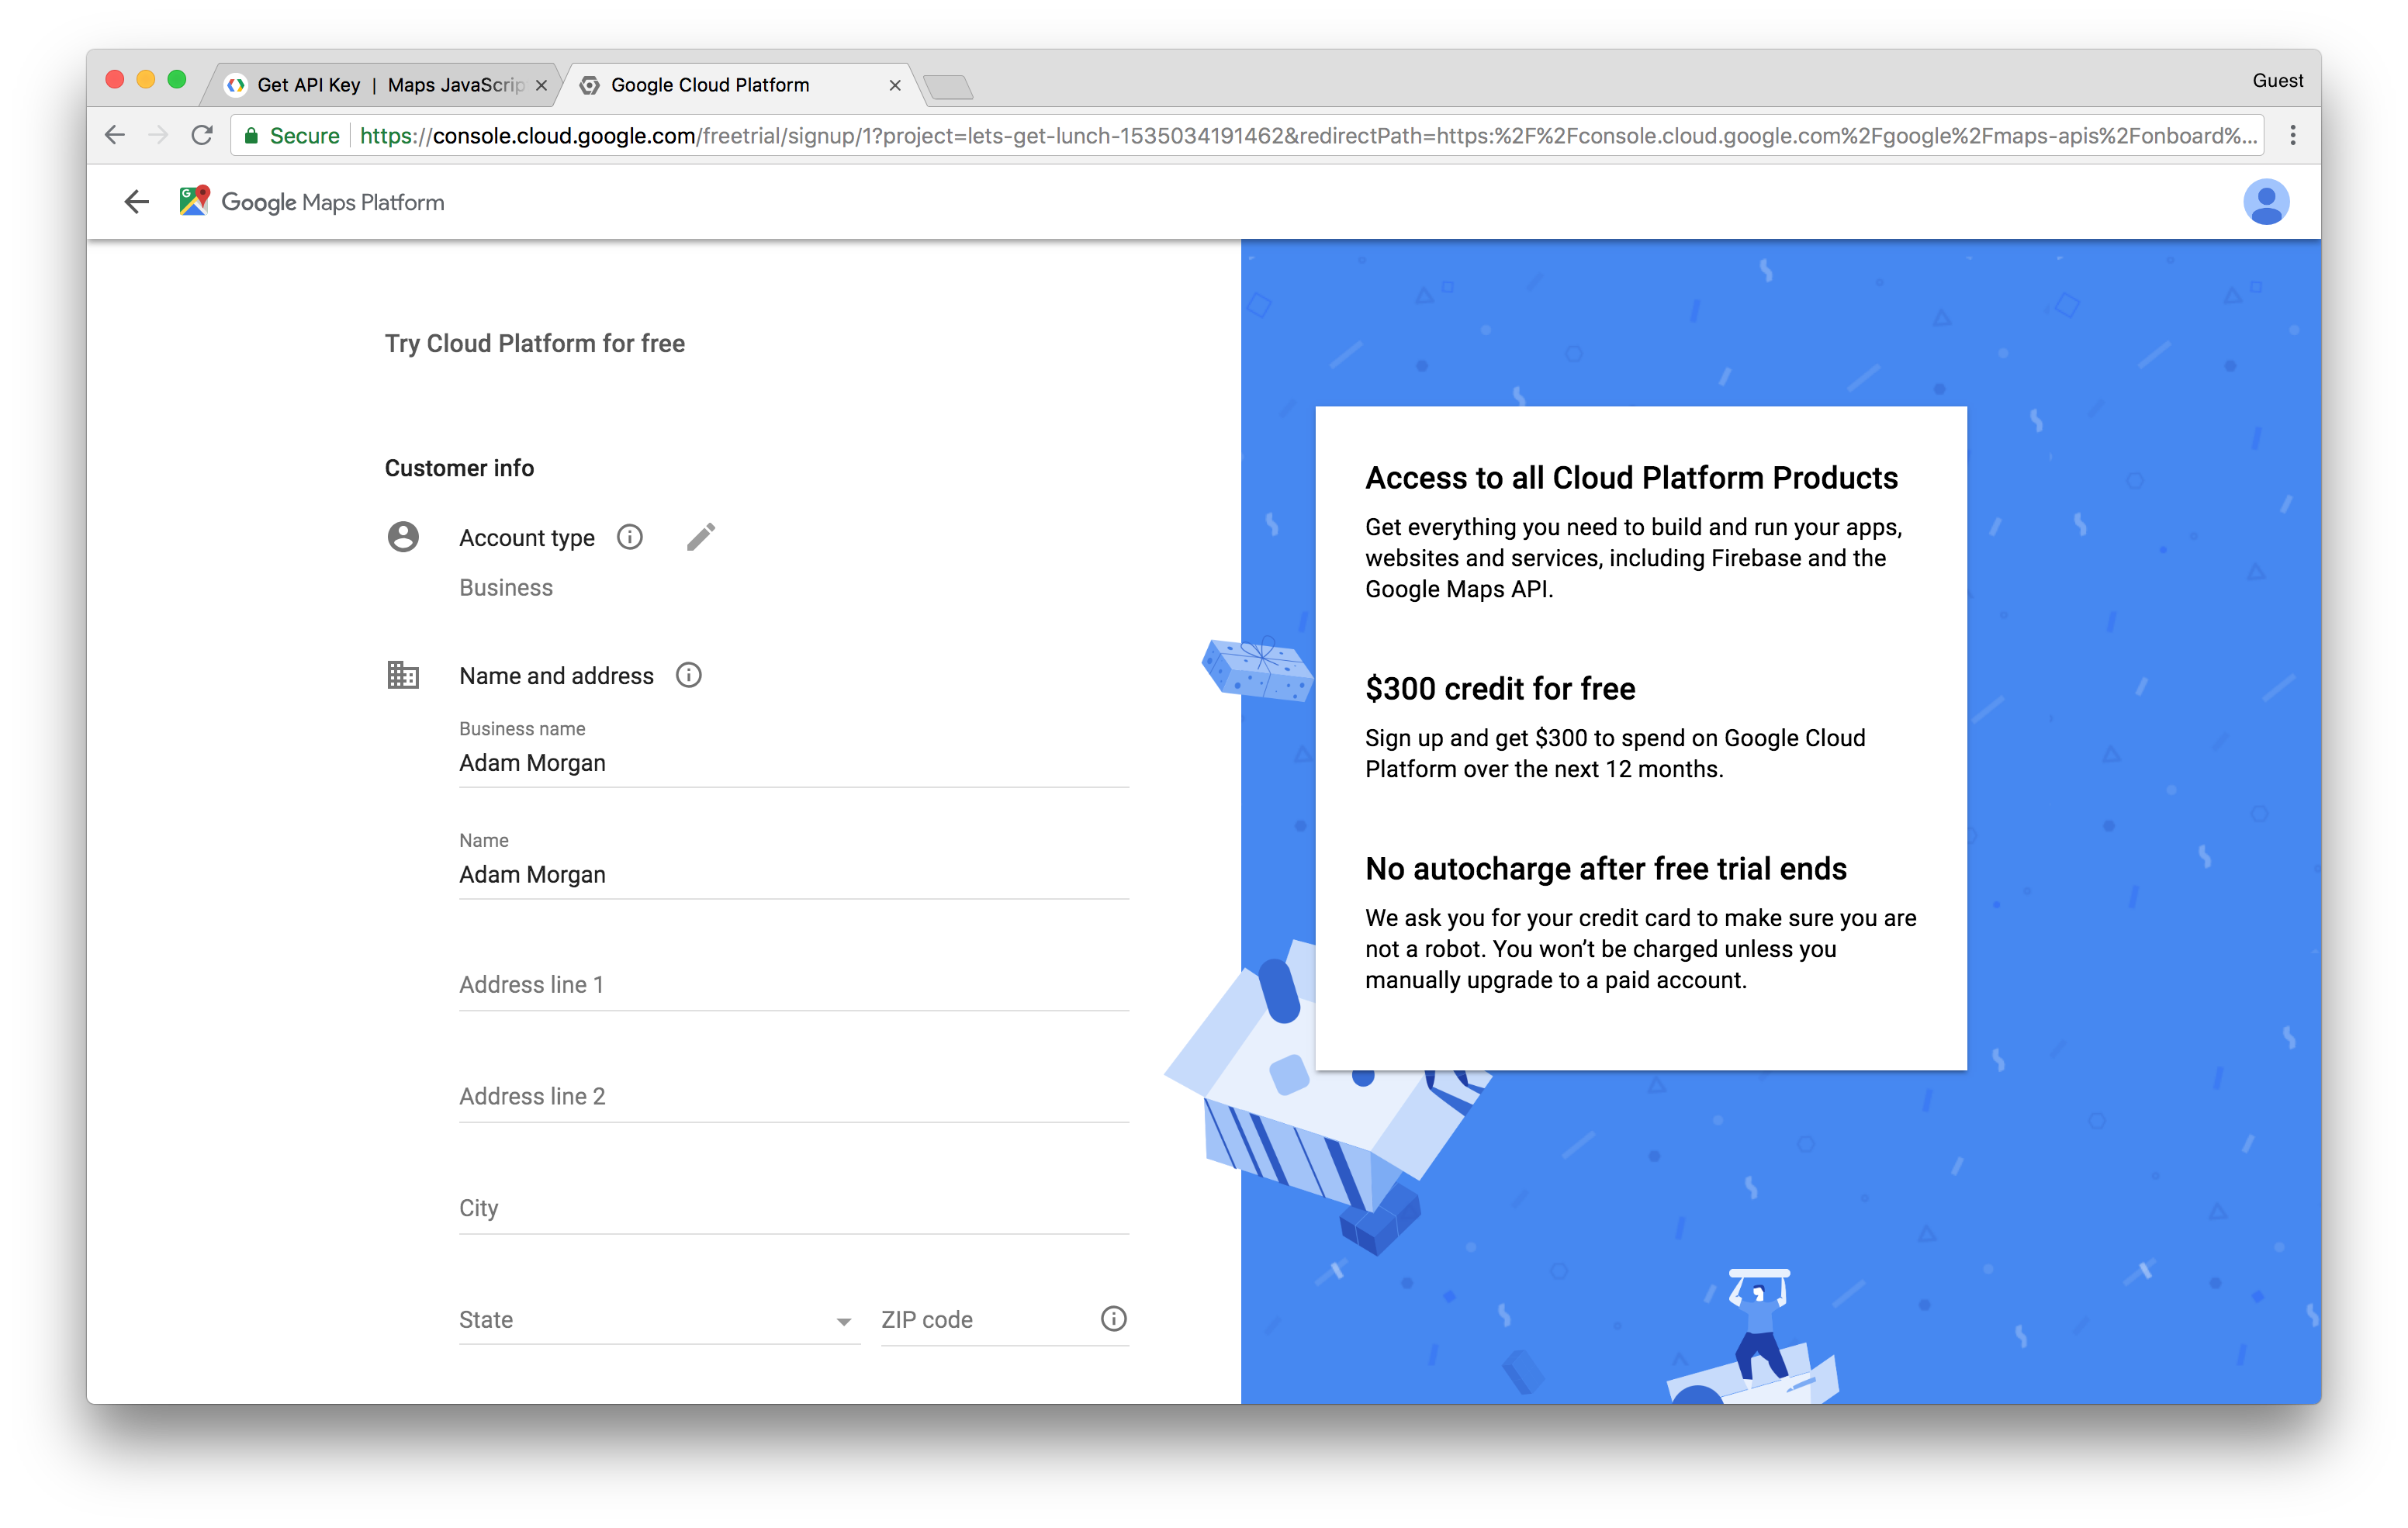 Get API Key | Maps JavaScrip
Google Cloud Platform
Guest
Secure
https://console.cloud.google.com/freetrial/signup/1?project=lets-get-lunch-1535034191462&redirectPath=https:%2F%2Fconsole.cloud.google.com%2Fgoogle%2Fmaps-apis%2Fonboard%...
Google Maps Platform
Try Cloud Platform for free
Customer info
Account type
Business
Name and address
Business name
Adam Morgan
Name
Adam Morgan
Address line 1
Address line 2
City
State
ZIP code
Access to all Cloud Platform Products
Get everything you need to build and run your apps,
websites and services, including Firebase and the
Google Maps API.
$300 credit for free
Sign up and get $300 to spend on Google Cloud
Platform over the next 12 months.
No autocharge after free trial ends
We ask you for your credit card to make sure you are
not a robot. You won’t be charged unless you
manually upgrade to a paid account.